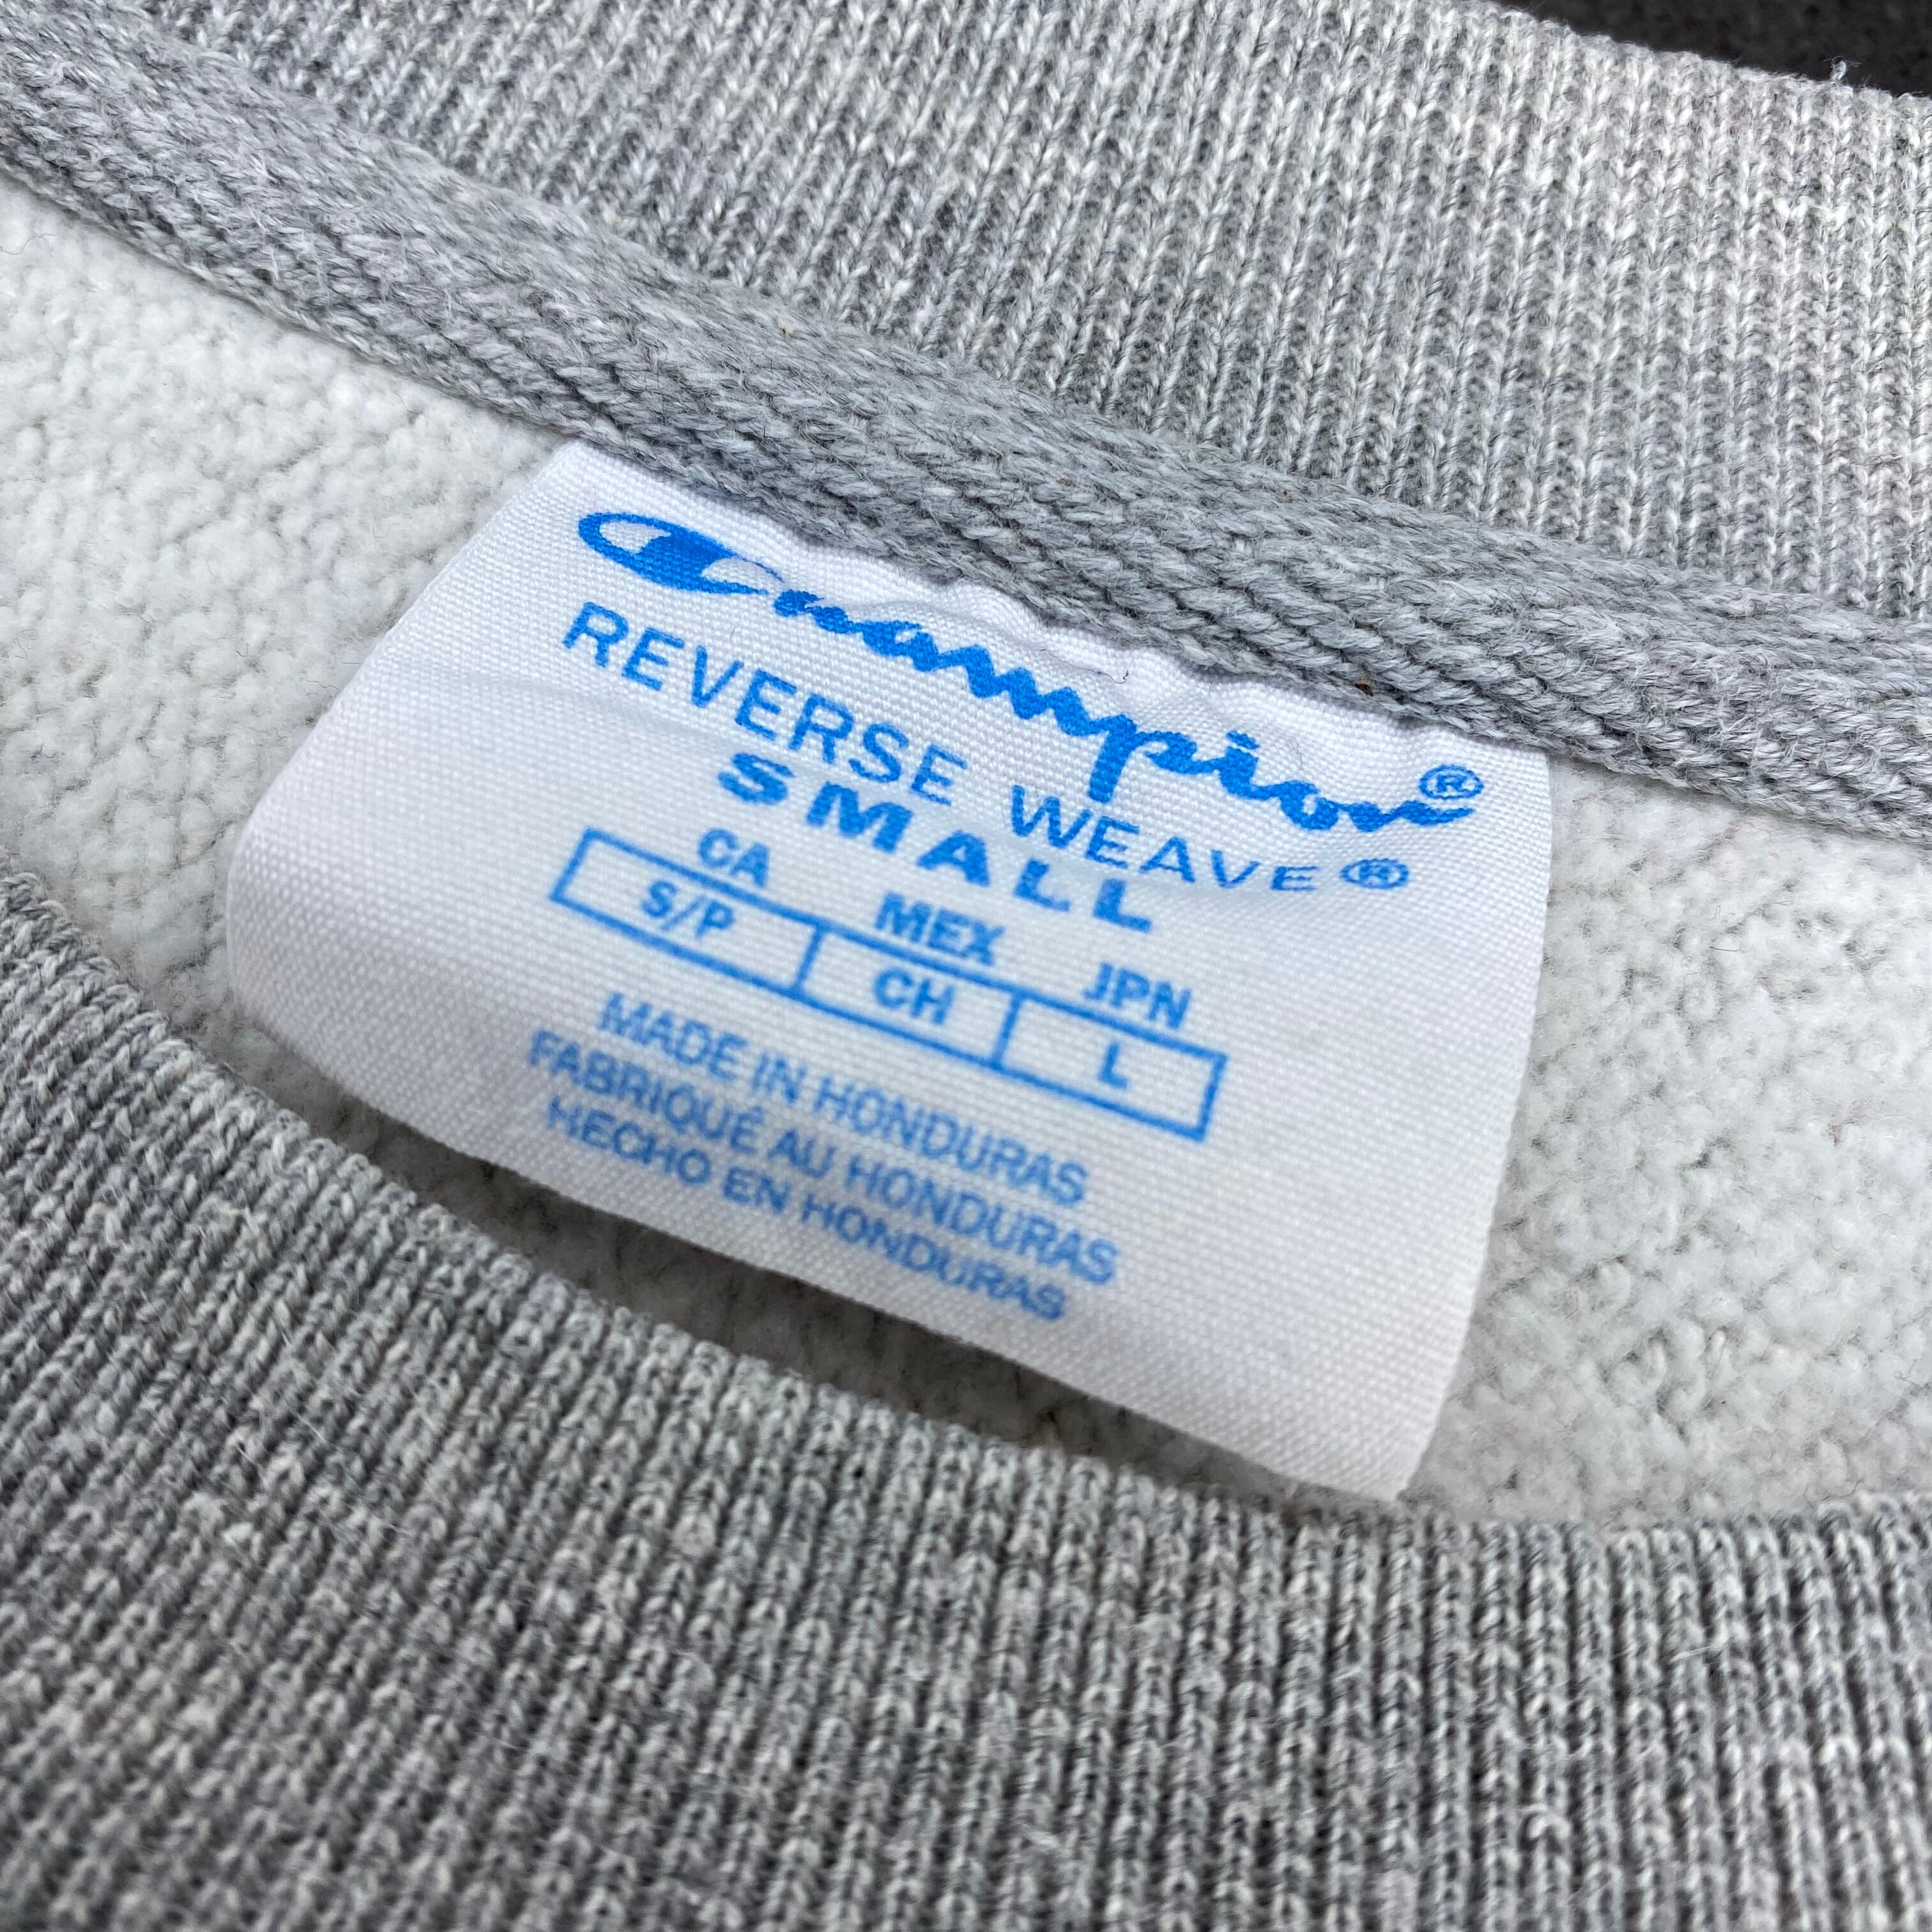 Champion®
REVERSE WEAVE®
SMALL
CA MEX JPN
S/P CH L
MADE IN HONDURAS
FABRIQUÉ AU HONDURAS
HECHO EN HONDURAS